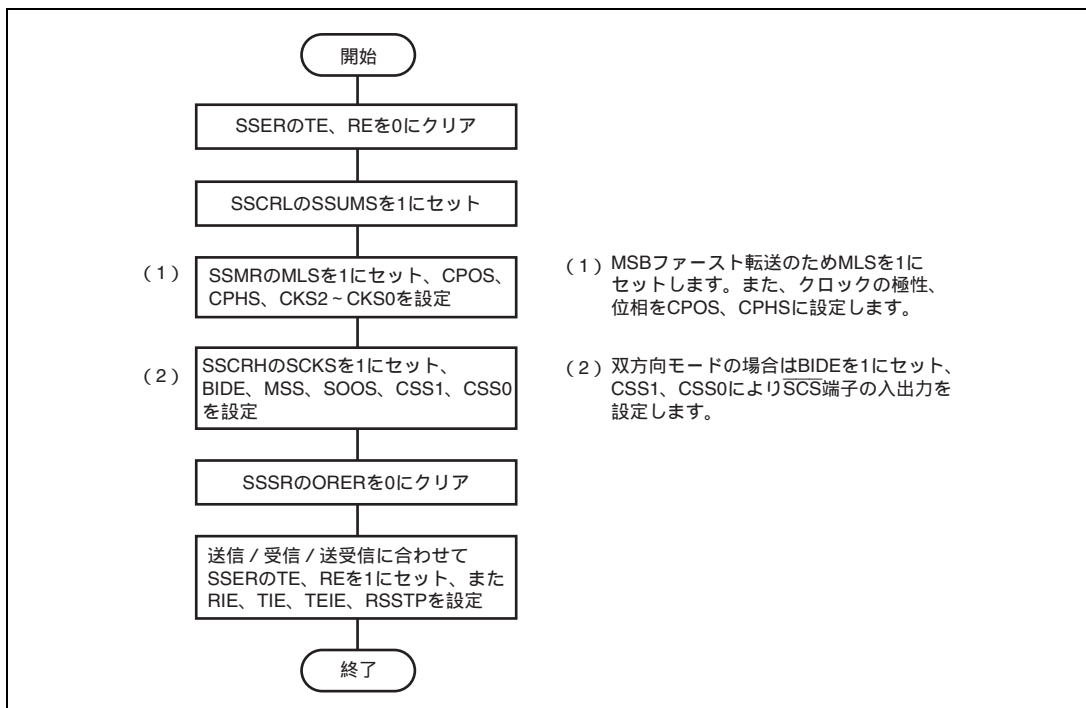 開始
SSERのTE、REを0にクリア
SSCRLのSSUMSを1にセット
（1）
SSMRのMLSを1にセット、CPOS、
CPHS、CKS2～CKS0を設定
（1）MSBファースト転送のためMLSを1に
セットします。また、クロックの極性、
位相をCPOS、CPHSに設定します。
（2）
SSCRHのSCKSを1にセット、
BIDE、MSS、SOOS、CSS1、CSS0
を設定
（2）双方向モードの場合はBIDEを1にセット、
CSS1、CSS0によりSCS端子の入出力を
設定します。
SSSRのORERを0にクリア
送信 / 受信 / 送受信に合わせて
SSERのTE、REを1にセット、また
RIE、TIE、TEIE、RSSTPを設定
終了